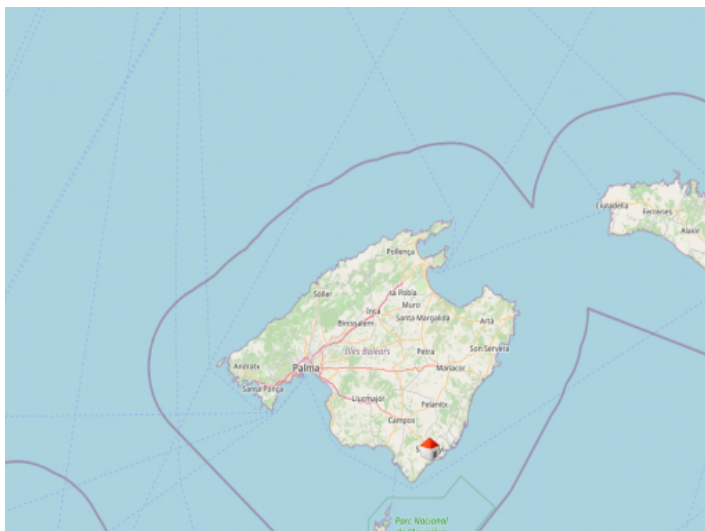 Ciutadella
Ferreries
Alaior
Pollença
Sóller
sa Pobla
Muro
Inca
Santa Margalida
Binissalem
Artà
Illes Balears
Petra
Son Servera
Andratx
Palma
Manacor
Santa Ponça
Llucmajor
Felanitx
Campos
Parc Nacional